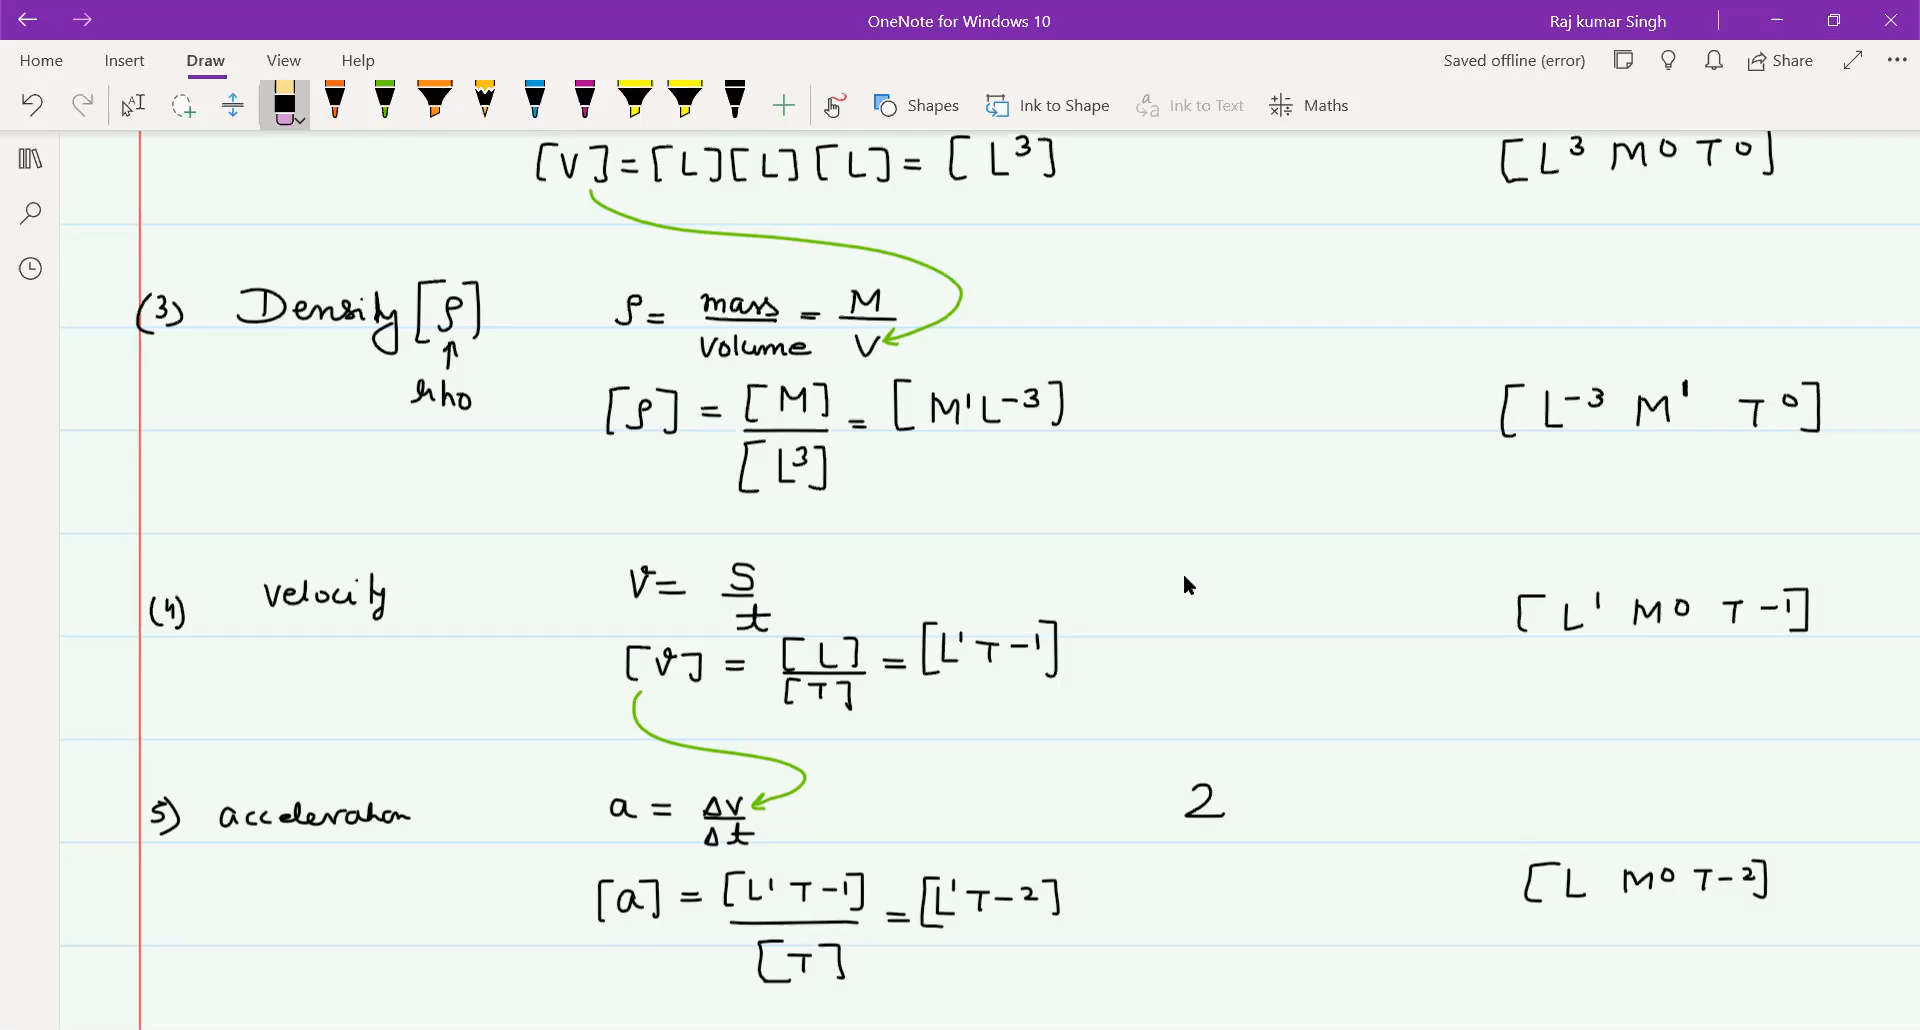 OneNote for Windows 10
Raj kumar Singh
Home Insert Draw View Help
Saved offline (error) Share
Shapes Ink to Shape Ink to Text Maths
[V] = [L] [L] [L] = [L³] [L³ M⁰ T⁰]
(3) Density [ρ] ρ = mass/Volume = M/V
↑
rho
[ρ] = [M]/[L³] = [M¹L⁻³] [L⁻³ M¹ T⁰]
(4) velocity v = S/t
[v] = [L]/[T] = [L¹T⁻¹] [L¹ M⁰ T⁻¹]
5) acceleration a = Δv/Δt 2
[a] = [L¹T⁻¹]/[T] = [L¹T⁻²] [L M⁰ T⁻²]